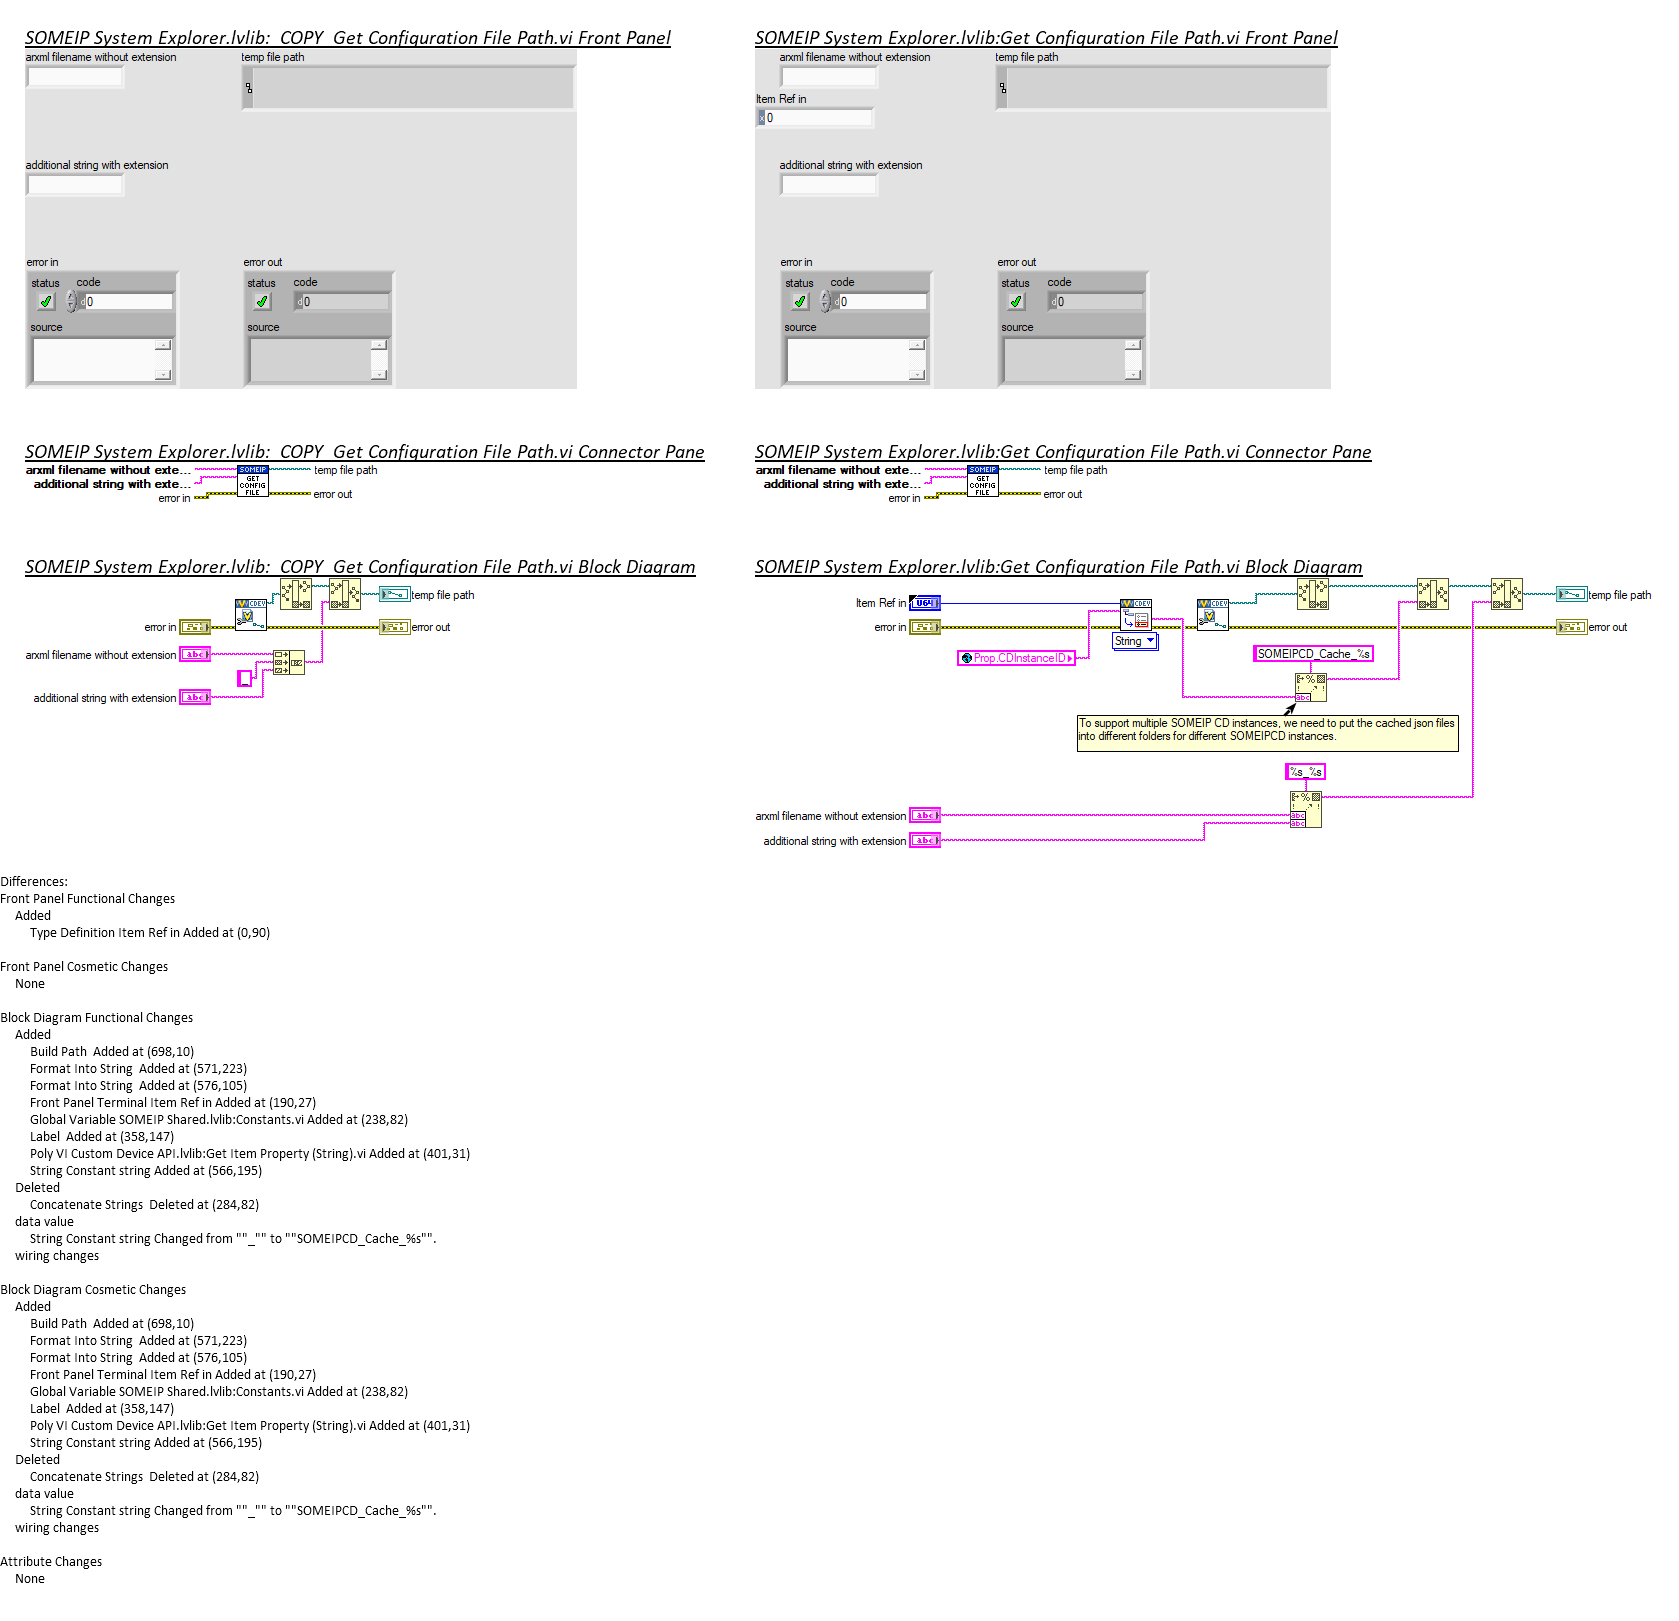 SOMEIP System Explorer.lvlib:  COPY  Get Configuration File Path.vi Front Panel
arxml filename without extension
temp file path
additional string with extension
error in
error out
status
code
status
code
d 0
d 0
source
source
SOMEIP System Explorer.lvlib:Get Configuration File Path.vi Front Panel
arxml filename without extension
temp file path
Item Ref in
x 0
additional string with extension
error in
error out
status
code
status
code
d 0
d 0
source
source
SOMEIP System Explorer.lvlib:  COPY  Get Configuration File Path.vi Connector Pane
arxml filename without exte...
additional string with exte...
error in
SOMEIP
GET
CONFIG
FILE
temp file path
error out
SOMEIP System Explorer.lvlib:Get Configuration File Path.vi Connector Pane
arxml filename without exte...
additional string with exte...
error in
SOMEIP
GET
CONFIG
FILE
temp file path
error out
SOMEIP System Explorer.lvlib:  COPY  Get Configuration File Path.vi Block Diagram
temp file path
CDEV
error in
error out
arxml filename without extension
abc
_
additional string with extension
abc
SOMEIP System Explorer.lvlib:Get Configuration File Path.vi Block Diagram
temp file path
Item Ref in
U64
CDEV
CDEV
error in
error out
String
Prop.CDInstanceID
SOMEIPCD_Cache_%s
%
abc
To support multiple SOMEIP CD instances, we need to put the cached json files
into different folders for different SOMEIPCD instances.
%s_%s
%
arxml filename without extension
abc
abc
abc
additional string with extension
abc
Differences:
Front Panel Functional Changes
Added
Type Definition Item Ref in Added at (0,90)
Front Panel Cosmetic Changes
None
Block Diagram Functional Changes
Added
Build Path  Added at (698,10)
Format Into String  Added at (571,223)
Format Into String  Added at (576,105)
Front Panel Terminal Item Ref in Added at (190,27)
Global Variable SOMEIP Shared.lvlib:Constants.vi Added at (238,82)
Label  Added at (358,147)
Poly VI Custom Device API.lvlib:Get Item Property (String).vi Added at (401,31)
String Constant string Added at (566,195)
Deleted
Concatenate Strings  Deleted at (284,82)
data value
String Constant string Changed from ""_"" to ""SOMEIPCD_Cache_%s"".
wiring changes
Block Diagram Cosmetic Changes
Added
Build Path  Added at (698,10)
Format Into String  Added at (571,223)
Format Into String  Added at (576,105)
Front Panel Terminal Item Ref in Added at (190,27)
Global Variable SOMEIP Shared.lvlib:Constants.vi Added at (238,82)
Label  Added at (358,147)
Poly VI Custom Device API.lvlib:Get Item Property (String).vi Added at (401,31)
String Constant string Added at (566,195)
Deleted
Concatenate Strings  Deleted at (284,82)
data value
String Constant string Changed from ""_"" to ""SOMEIPCD_Cache_%s"".
wiring changes
Attribute Changes
None